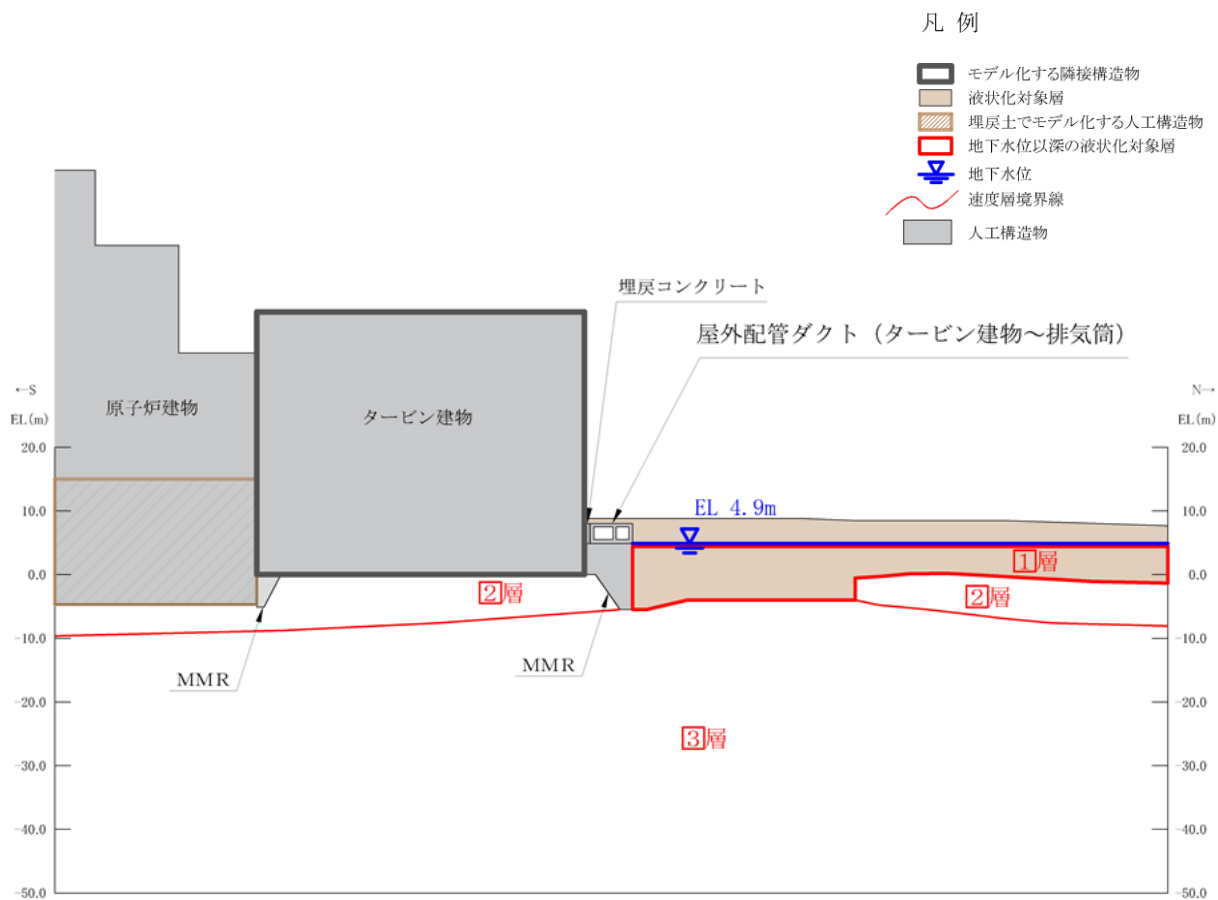 凡 例
モデル化する隣接構造物
液状化対象層
埋戻土でモデル化する人工構造物
地下水位以深の液状化対象層
地下水位
速度層境界線
人工構造物
埋戻コンクリート
屋外配管ダクト（タービン建物～排気筒）
←S
EL(m)
N→
EL(m)
原子炉建物
タービン建物
20.0
10.0
0.0
-10.0
-20.0
-30.0
-40.0
-50.0
20.0
10.0
0.0
-10.0
-20.0
-30.0
-40.0
-50.0
EL 4.9m
1層
2層
2層
MMR
MMR
3層